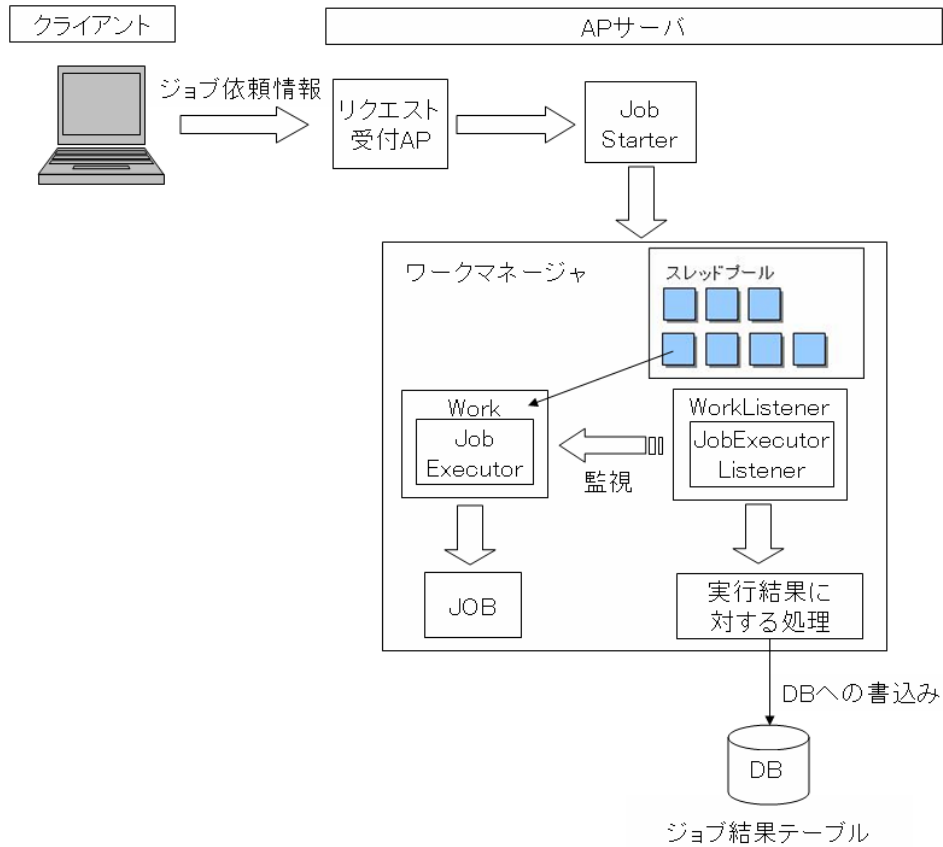 クライアント
APサーバ
ジョブ依頼情報
リクエスト
受付AP
Job
Starter
ワークマネージャ
スレッドプール
Work
Job
Executor
監視
WorkListener
JobExecutor
Listener
JOB
実行結果に
対する処理
DBへの書込み
DB
ジョブ結果テーブル